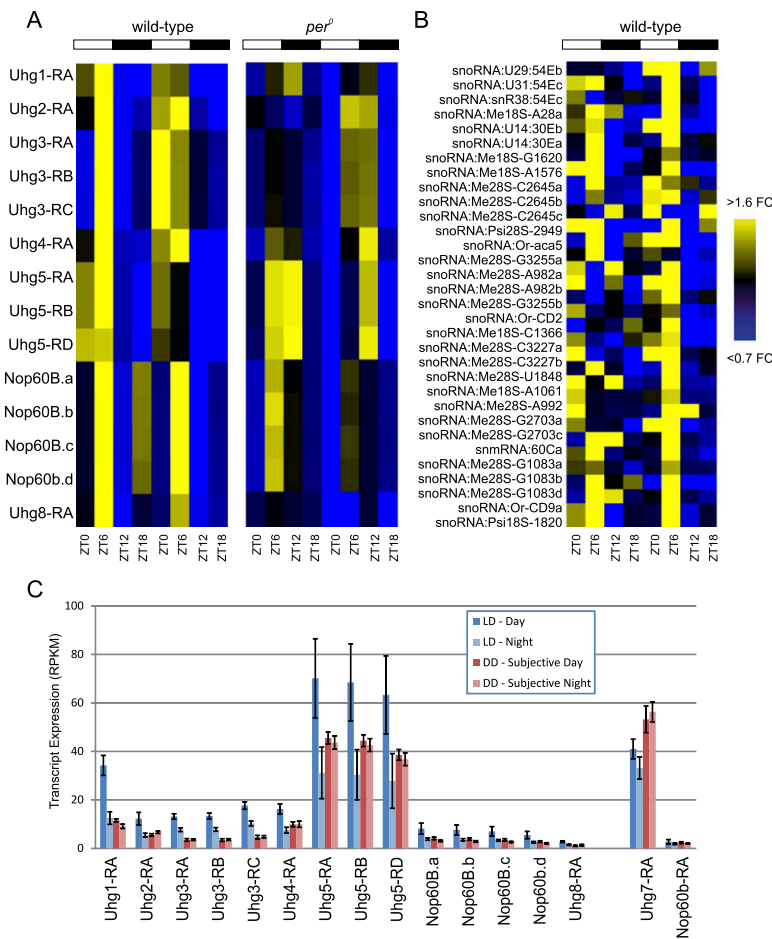 A
B
wild-type
per⁰
wild-type
Uhg1-RA
Uhg2-RA
Uhg3-RA
Uhg3-RB
Uhg3-RC
Uhg4-RA
Uhg5-RA
Uhg5-RB
Uhg5-RD
Nop60B.a
Nop60B.b
Nop60B.c
Nop60b.d
Uhg8-RA
ZT0 ZT6 ZT12 ZT18 ZT0 ZT6 ZT12 ZT18
ZT0 ZT6 ZT12 ZT18 ZT0 ZT6 ZT12 ZT18
snoRNA:U29:54Eb
snoRNA:U31:54Ec
snoRNA:snR38:54Ec
snoRNA:Me18S-A28a
snoRNA:U14:30Eb
snoRNA:U14:30Ea
snoRNA:Me18S-G1620
snoRNA:Me18S-A1576
snoRNA:Me28S-C2645a
snoRNA:Me28S-C2645b
snoRNA:Me28S-C2645c
snoRNA:Psi28S-2949
snoRNA:Or-aca5
snoRNA:Me28S-G3255a
snoRNA:Me28S-A982a
snoRNA:Me28S-A982b
snoRNA:Me28S-G3255b
snoRNA:Or-CD2
snoRNA:Me18S-C1366
snoRNA:Me28S-C3227a
snoRNA:Me28S-C3227b
snoRNA:Me28S-U1848
snoRNA:Me18S-A1061
snoRNA:Me28S-A992
snoRNA:Me28S-G2703a
snoRNA:Me28S-G2703c
snmRNA:60Ca
snoRNA:Me28S-G1083a
snoRNA:Me28S-G1083b
snoRNA:Me28S-G1083d
snoRNA:Or-CD9a
snoRNA:Psi18S-1820
ZT0 ZT6 ZT12 ZT18 ZT0 ZT6 ZT12 ZT18
>1.6 FC
<0.7 FC
C
Transcript Expression (RPKM)
100
80
60
40
20
0
LD - Day
LD - Night
DD - Subjective Day
DD - Subjective Night
Uhg1-RA
Uhg2-RA
Uhg3-RA
Uhg3-RB
Uhg3-RC
Uhg4-RA
Uhg5-RA
Uhg5-RB
Uhg5-RD
Nop60B.a
Nop60B.b
Nop60B.c
Nop60b.d
Uhg8-RA
Uhg7-RA
Nop60b-RA